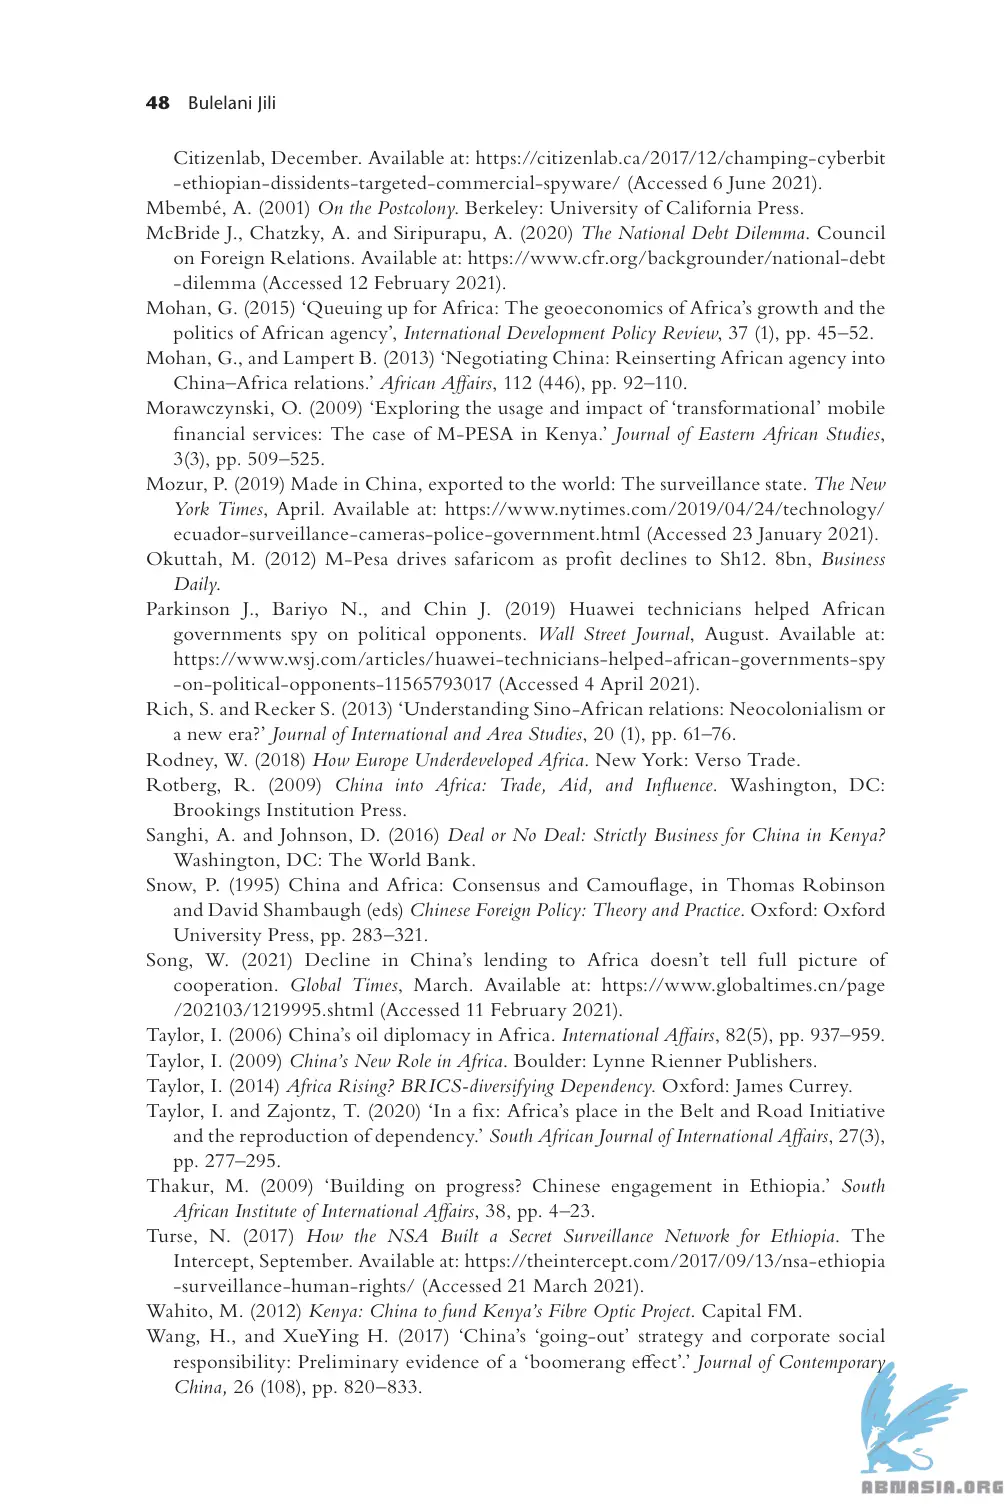 48 Bulelani Jili
Citizenlab, December. Available at: https://citizenlab.ca/2017/12/champing-cyberbit
-ethiopian-dissidents-targeted-commercial-spyware/ (Accessed 6 June 2021).
Mbembé, A. (2001) On the Postcolony. Berkeley: University of California Press.
McBride J., Chatzky, A. and Siripurapu, A. (2020) The National Debt Dilemma. Council
on Foreign Relations. Available at: https://www.cfr.org/backgrounder/national-debt
-dilemma (Accessed 12 February 2021).
Mohan, G. (2015) ‘Queuing up for Africa: The geoeconomics of Africa’s growth and the
politics of African agency’, International Development Policy Review, 37 (1), pp. 45–52.
Mohan, G., and Lampert B. (2013) ‘Negotiating China: Reinserting African agency into
China–Africa relations.’ African Affairs, 112 (446), pp. 92–110.
Morawczynski, O. (2009) ‘Exploring the usage and impact of ‘transformational’ mobile
financial services: The case of M-PESA in Kenya.’ Journal of Eastern African Studies,
3(3), pp. 509–525.
Mozur, P. (2019) Made in China, exported to the world: The surveillance state. The New
York Times, April. Available at: https://www.nytimes.com/2019/04/24/technology/
ecuador-surveillance-cameras-police-government.html (Accessed 23 January 2021).
Okuttah, M. (2012) M-Pesa drives safaricom as profit declines to Sh12. 8bn, Business
Daily.
Parkinson J., Bariyo N., and Chin J. (2019) Huawei technicians helped African
governments spy on political opponents. Wall Street Journal, August. Available at:
https://www.wsj.com/articles/huawei-technicians-helped-african-governments-spy
-on-political-opponents-11565793017 (Accessed 4 April 2021).
Rich, S. and Recker S. (2013) ‘Understanding Sino-African relations: Neocolonialism or
a new era?’ Journal of International and Area Studies, 20 (1), pp. 61–76.
Rodney, W. (2018) How Europe Underdeveloped Africa. New York: Verso Trade.
Rotberg, R. (2009) China into Africa: Trade, Aid, and Influence. Washington, DC:
Brookings Institution Press.
Sanghi, A. and Johnson, D. (2016) Deal or No Deal: Strictly Business for China in Kenya?
Washington, DC: The World Bank.
Snow, P. (1995) China and Africa: Consensus and Camouflage, in Thomas Robinson
and David Shambaugh (eds) Chinese Foreign Policy: Theory and Practice. Oxford: Oxford
University Press, pp. 283–321.
Song, W. (2021) Decline in China’s lending to Africa doesn’t tell full picture of
cooperation. Global Times, March. Available at: https://www.globaltimes.cn/page
/202103/1219995.shtml (Accessed 11 February 2021).
Taylor, I. (2006) China’s oil diplomacy in Africa. International Affairs, 82(5), pp. 937–959.
Taylor, I. (2009) China’s New Role in Africa. Boulder: Lynne Rienner Publishers.
Taylor, I. (2014) Africa Rising? BRICS-diversifying Dependency. Oxford: James Currey.
Taylor, I. and Zajontz, T. (2020) ‘In a fix: Africa’s place in the Belt and Road Initiative
and the reproduction of dependency.’ South African Journal of International Affairs, 27(3),
pp. 277–295.
Thakur, M. (2009) ‘Building on progress? Chinese engagement in Ethiopia.’ South
African Institute of International Affairs, 38, pp. 4–23.
Turse, N. (2017) How the NSA Built a Secret Surveillance Network for Ethiopia. The
Intercept, September. Available at: https://theintercept.com/2017/09/13/nsa-ethiopia
-surveillance-human-rights/ (Accessed 21 March 2021).
Wahito, M. (2012) Kenya: China to fund Kenya’s Fibre Optic Project. Capital FM.
Wang, H., and XueYing H. (2017) ‘China’s ‘going-out’ strategy and corporate social
responsibility: Preliminary evidence of a ‘boomerang effect’.’ Journal of Contemporary
China, 26 (108), pp. 820–833.
ABNASIA.ORG